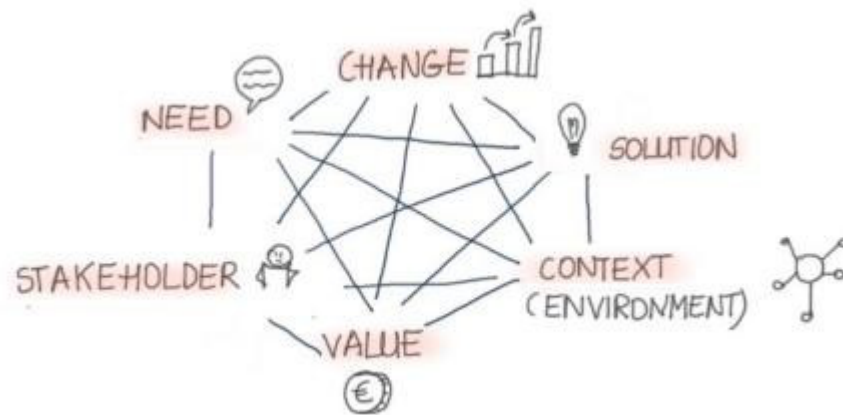 CHANGE
NEED
SOLUTION
STAKEHOLDER
CONTEXT
(ENVIRONMENT)
VALUE
€